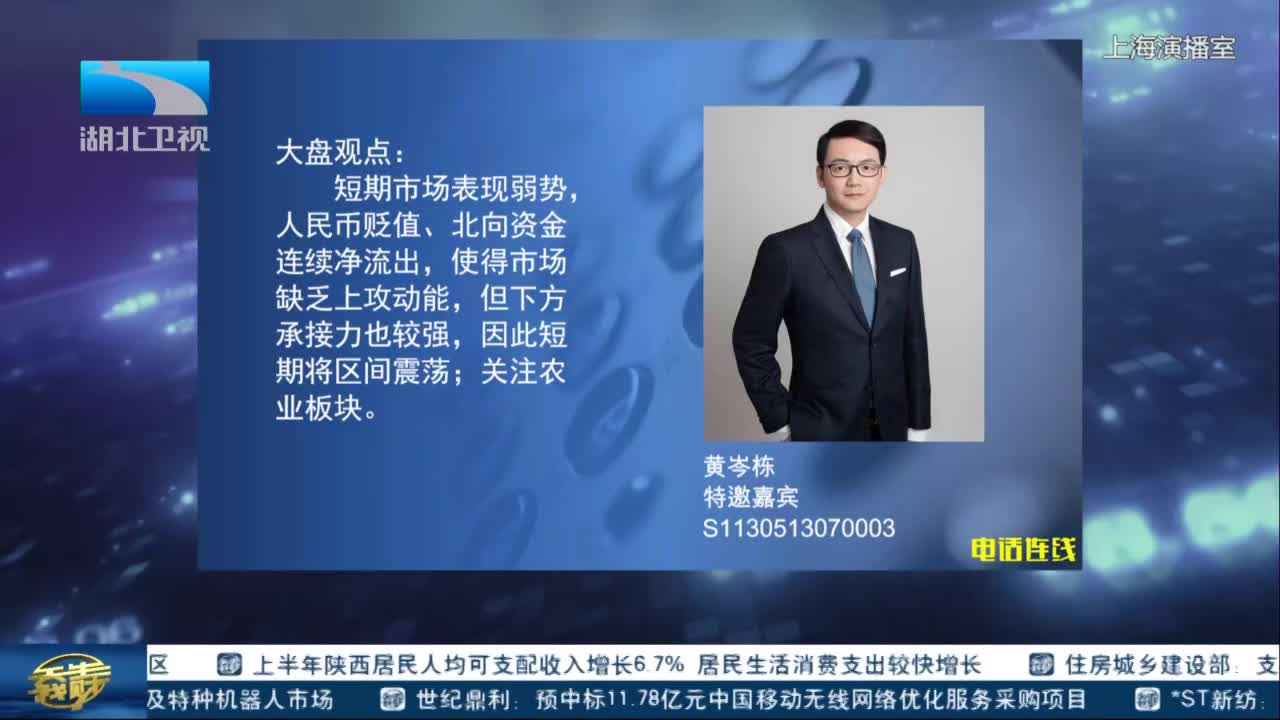 上海演播室
湖北卫视
大盘观点：
短期市场表现弱势，
人民币贬值、北向资金
连续净流出，使得市场
缺乏上攻动能，但下方
承接力也较强，因此短
期将区间震荡；关注农
业板块。
黄岑栋
特邀嘉宾
S1130513070003
电话连线
区 上半年陕西居民人均可支配收入增长6.7% 居民生活消费支出较快增长 住房城乡建设部：支
及特种机器人市场 世纪鼎利：预中标11.78亿元中国移动无线网络优化服务采购项目 *ST新纺：